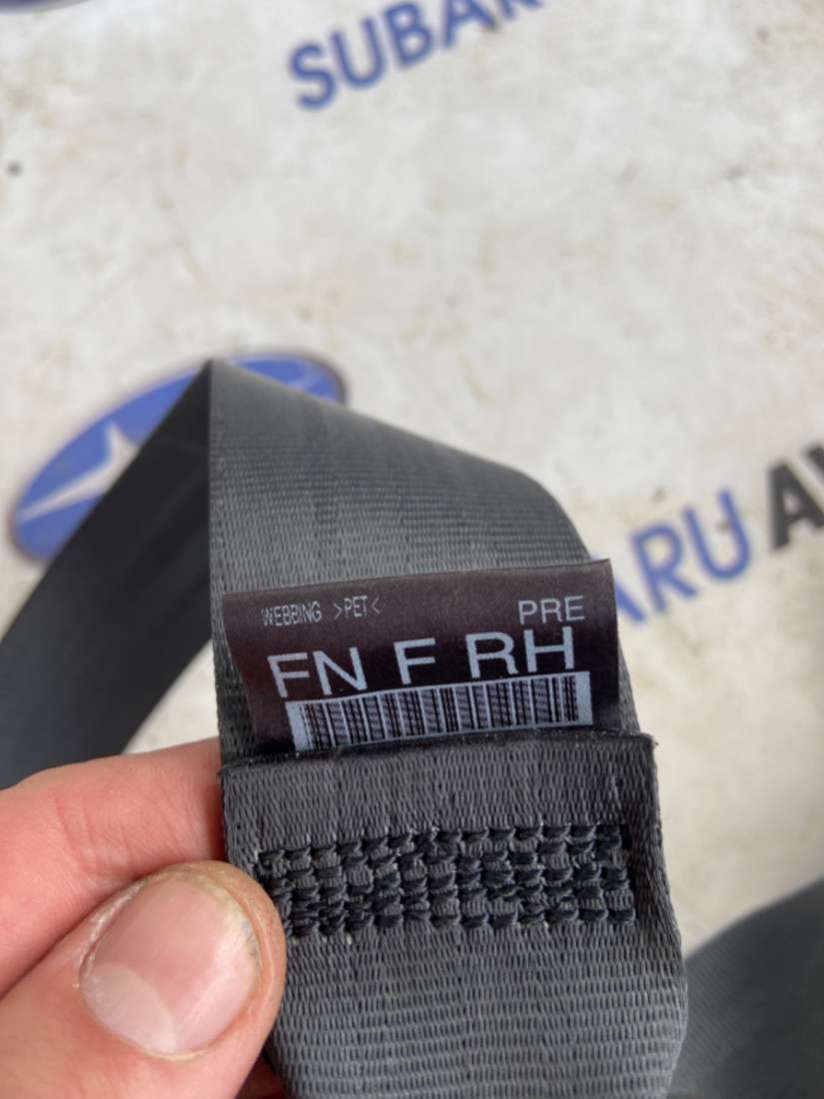 SUBAR
WEBBING >PET<
PRE
FN F RH
ARU A